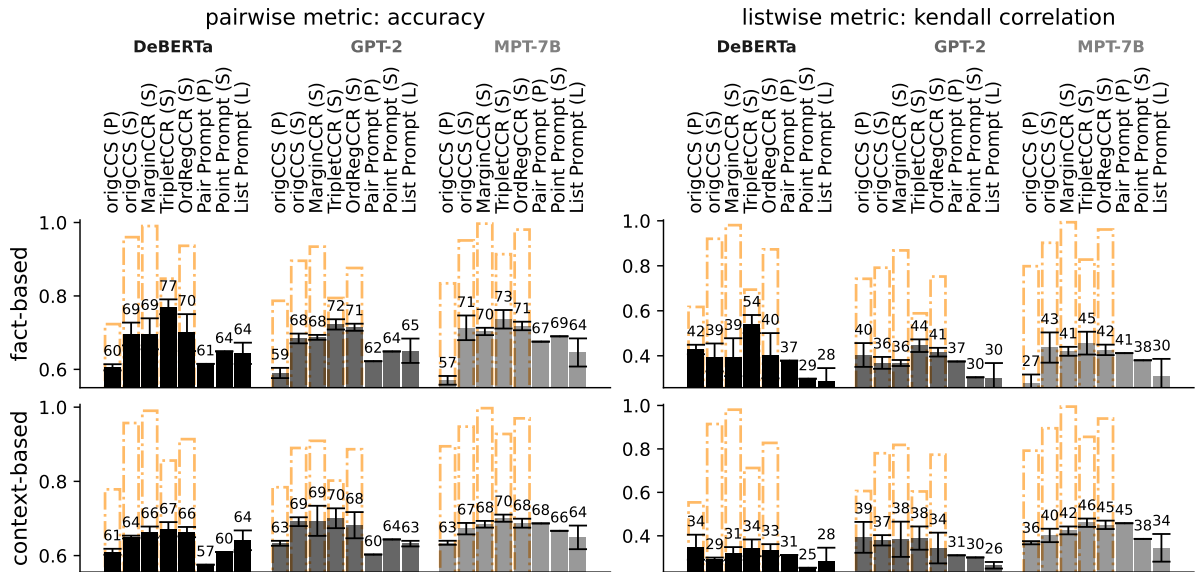 pairwise metric: accuracy
listwise metric: kendall correlation
DeBERTa GPT-2 MPT-7B
DeBERTa GPT-2 MPT-7B
origCCS (P)
origCCS (S)
MarginCCR (S)
TripletCCR (S)
OrdRegCCR (S)
Pair Prompt (P)
Point Prompt (S)
List Prompt (L)
origCCS (P)
origCCS (S)
MarginCCR (S)
TripletCCR (S)
OrdRegCCR (S)
Pair Prompt (P)
Point Prompt (S)
List Prompt (L)
origCCS (P)
origCCS (S)
MarginCCR (S)
TripletCCR (S)
OrdRegCCR (S)
Pair Prompt (P)
Point Prompt (S)
List Prompt (L)
origCCS (P)
origCCS (S)
MarginCCR (S)
TripletCCR (S)
OrdRegCCR (S)
Pair Prompt (P)
Point Prompt (S)
List Prompt (L)
origCCS (P)
origCCS (S)
MarginCCR (S)
TripletCCR (S)
OrdRegCCR (S)
Pair Prompt (P)
Point Prompt (S)
List Prompt (L)
origCCS (P)
origCCS (S)
MarginCCR (S)
TripletCCR (S)
OrdRegCCR (S)
Pair Prompt (P)
Point Prompt (S)
List Prompt (L)
fact-based
1.0
0.8
0.6
60 69 69 77 70 61 64 64
59 68 68 72 71 62 64 65
57 71 70 73 71 67 69 64
1.0
0.8
0.6
0.4
42 39 39 54 40 37 29 28
40 36 36 44 41 37 30 30
27 43 41 45 42 41 38 30
context-based
1.0
0.8
0.6
61 64 66 67 66 57 60 64
63 69 69 70 68 60 64 63
63 67 68 70 68 68 66 64
1.0
0.8
0.6
0.4
34 29 31 34 33 31 25 28
39 37 38 38 34 31 30 26
36 40 42 46 45 45 38 34